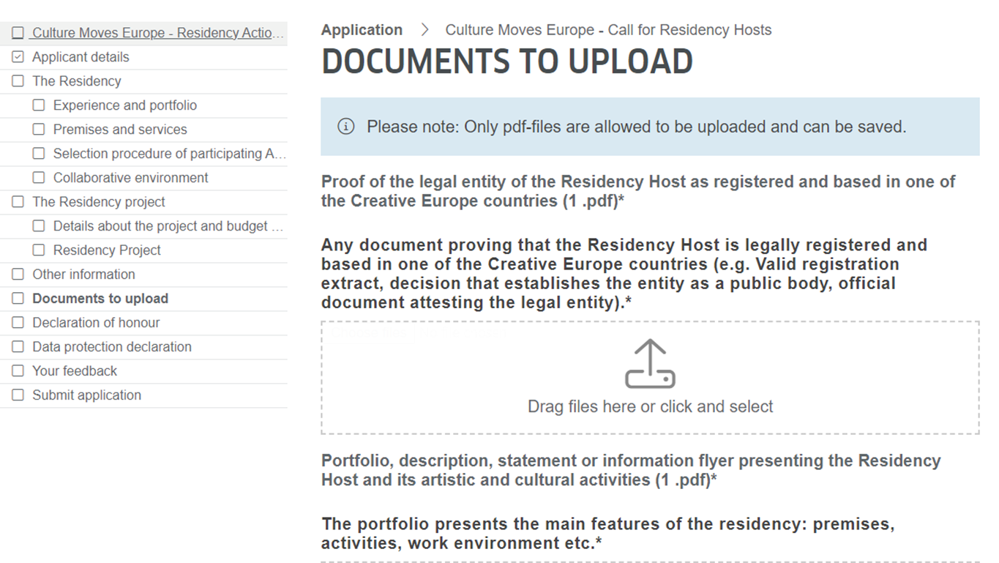 Culture Moves Europe - Residency Actio...
Applicant details
The Residency
Experience and portfolio
Premises and services
Selection procedure of participating A...
Collaborative environment
The Residency project
Details about the project and budget ...
Residency Project
Other information
Documents to upload
Declaration of honour
Data protection declaration
Your feedback
Submit application
Application > Culture Moves Europe - Call for Residency Hosts
DOCUMENTS TO UPLOAD
Please note: Only pdf-files are allowed to be uploaded and can be saved.
Proof of the legal entity of the Residency Host as registered and based in one of
the Creative Europe countries (1 .pdf)*
Any document proving that the Residency Host is legally registered and
based in one of the Creative Europe countries (e.g. Valid registration
extract, decision that establishes the entity as a public body, official
document attesting the legal entity).*
Drag files here or click and select
Portfolio, description, statement or information flyer presenting the Residency
Host and its artistic and cultural activities (1 .pdf)*
The portfolio presents the main features of the residency: premises,
activities, work environment etc.*